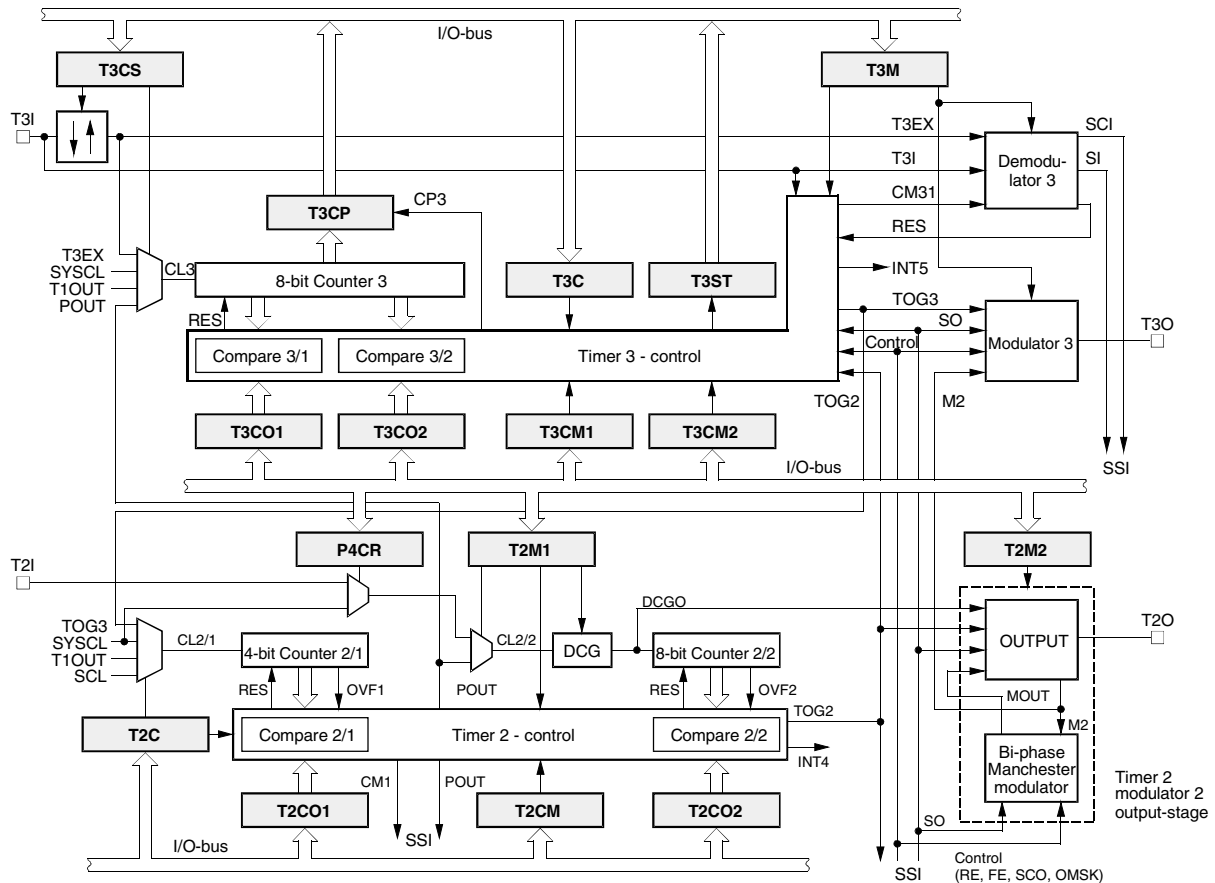 I/O-bus
T3CS
T3M
T3I
T3EX
SCI
T3I
SI
Demodu-
lator 3
CM31
CP3
T3CP
RES
T3EX
SYSCL
T1OUT
POUT
CL3
8-bit Counter 3
T3C
T3ST
INT5
TOG3
RES
SO
T3O
Control
Modulator 3
Compare 3/1
Compare 3/2
Timer 3 - control
TOG2
M2
T3CO1
T3CO2
T3CM1
T3CM2
I/O-bus
SSI
P4CR
T2M1
T2M2
T2I
DCGO
TOG3
SYSCL
T1OUT
SCL
CL2/1
4-bit Counter 2/1
CL2/2
DCG
8-bit Counter 2/2
OUTPUT
T2O
RES
OVF1
POUT
RES
OVF2
MOUT
T2C
Compare 2/1
Timer 2 - control
Compare 2/2
TOG2
M2
INT4
Bi-phase
Manchester
modulator
Timer 2
modulator 2
output-stage
CM1
POUT
T2CO1
SSI
T2CM
T2CO2
SO
I/O-bus
SSI
Control
(RE, FE, SCO, OMSK)